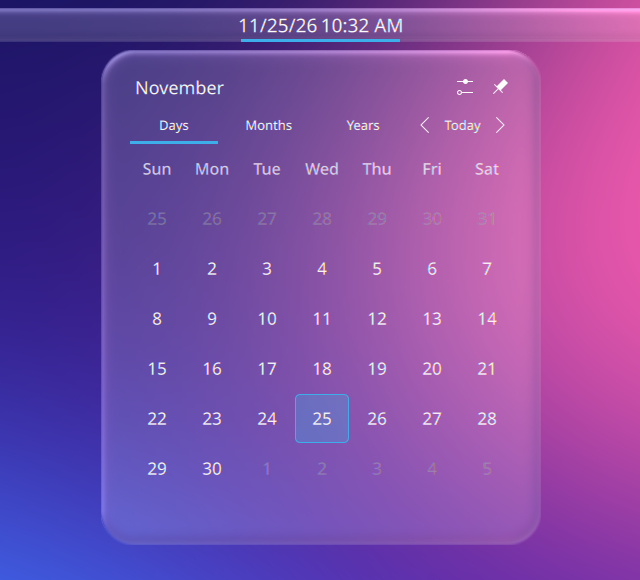 11/25/26 10:32 AM
November
Days Months Years Today
Sun Mon Tue Wed Thu Fri Sat
25 26 27 28 29 30 31
1 2 3 4 5 6 7
8 9 10 11 12 13 14
15 16 17 18 19 20 21
22 23 24 25 26 27 28
29 30 1 2 3 4 5